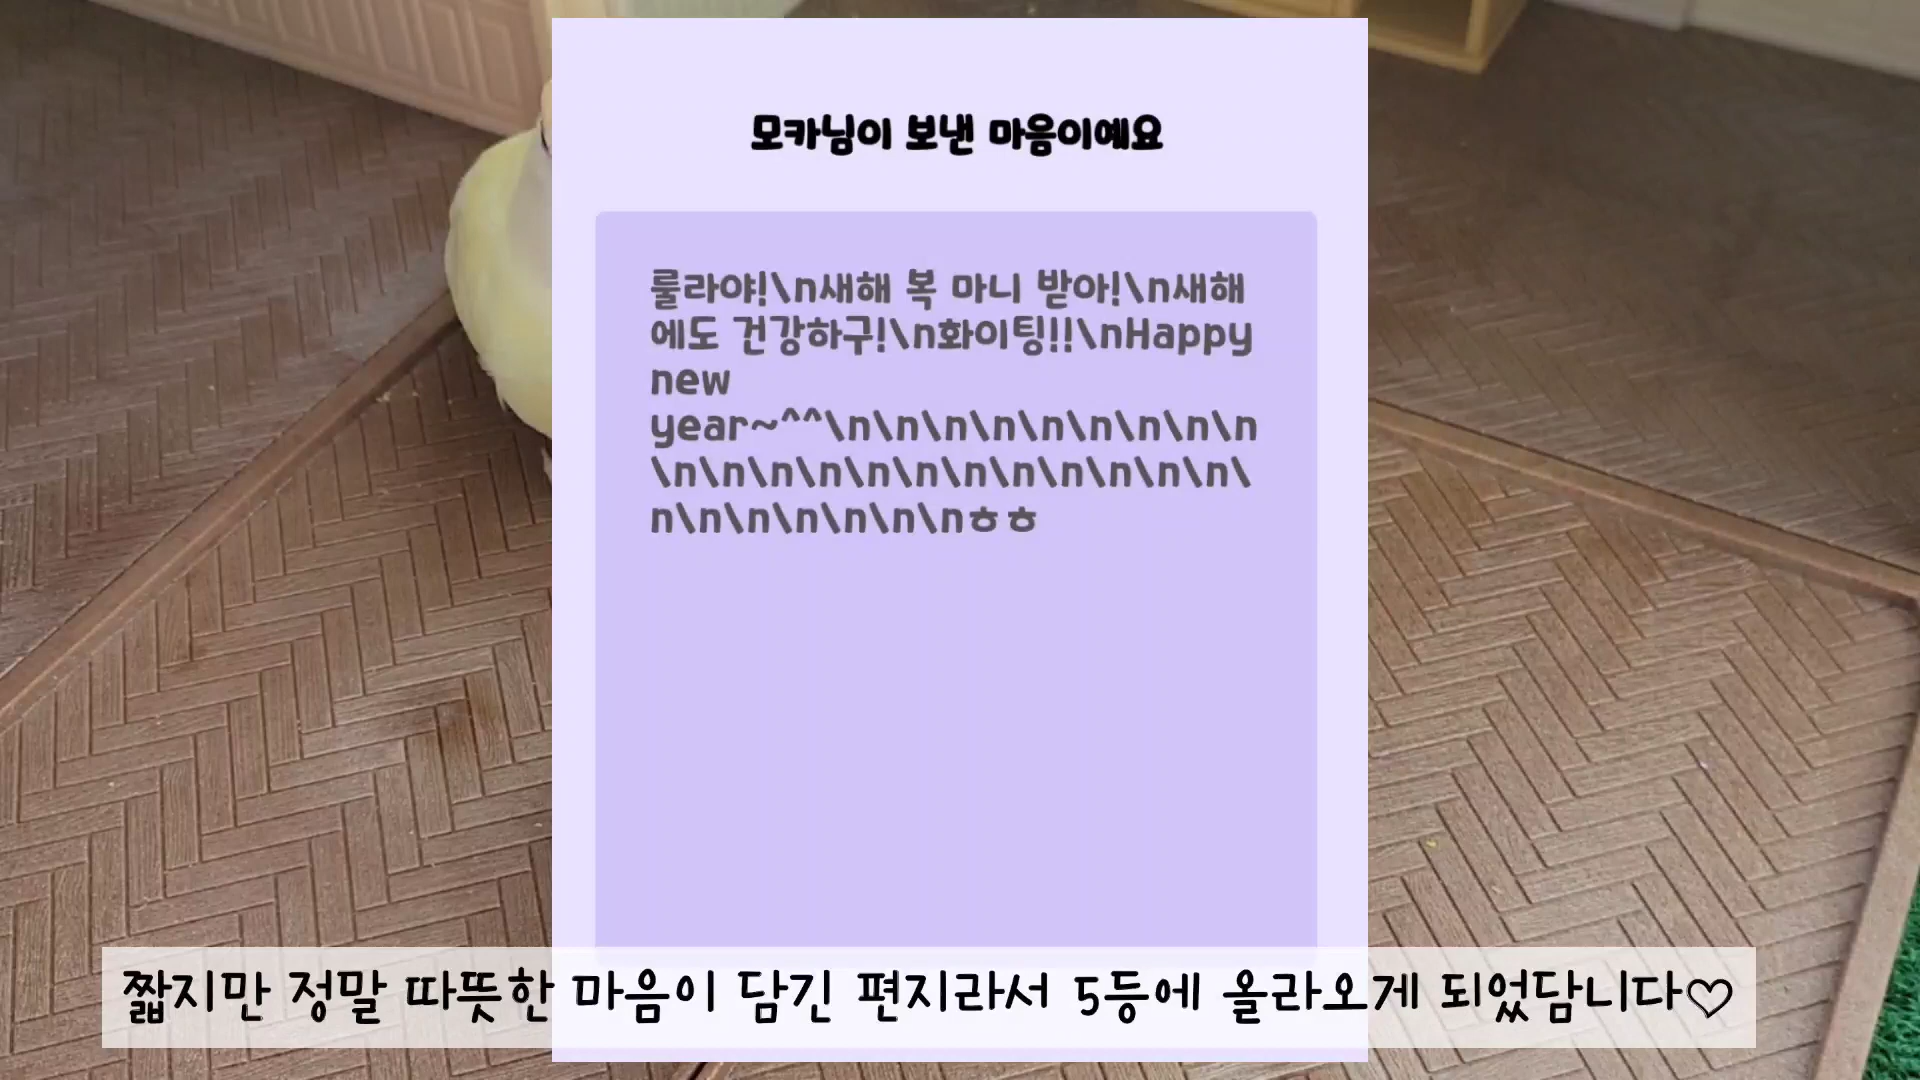 모카님이 보낸 마음이예요
룰라야!\n새해 복 마니 받아!\n새해
에도 건강하구!\n화이팅!!\nHappy
new
year~^^\n\n\n\n\n\n\n\n\n
\n\n\n\n\n\n\n\n\n\n\n\n\
n\n\n\n\n\n\nㅎㅎ
짧지만 정말 따뜻한 마음이 담긴 편지라서 5등에 올라오게 되었담니다♡